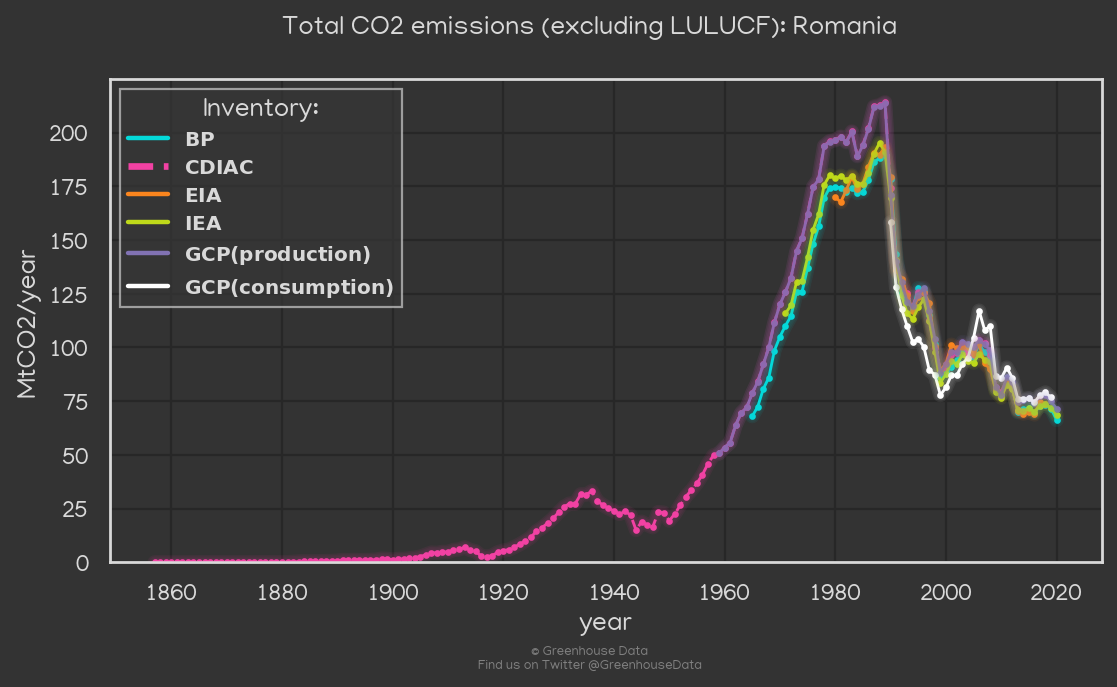 Total CO2 emissions (excluding LULUCF): Romania
Inventory:
BP
CDIAC
EIA
IEA
GCP(production)
GCP(consumption)
MtCO2/year
200
175
150
125
100
75
50
25
0
1860 1880 1900 1920 1940 1960 1980 2000 2020
year
© Greenhouse Data
Find us on Twitter @GreenhouseData